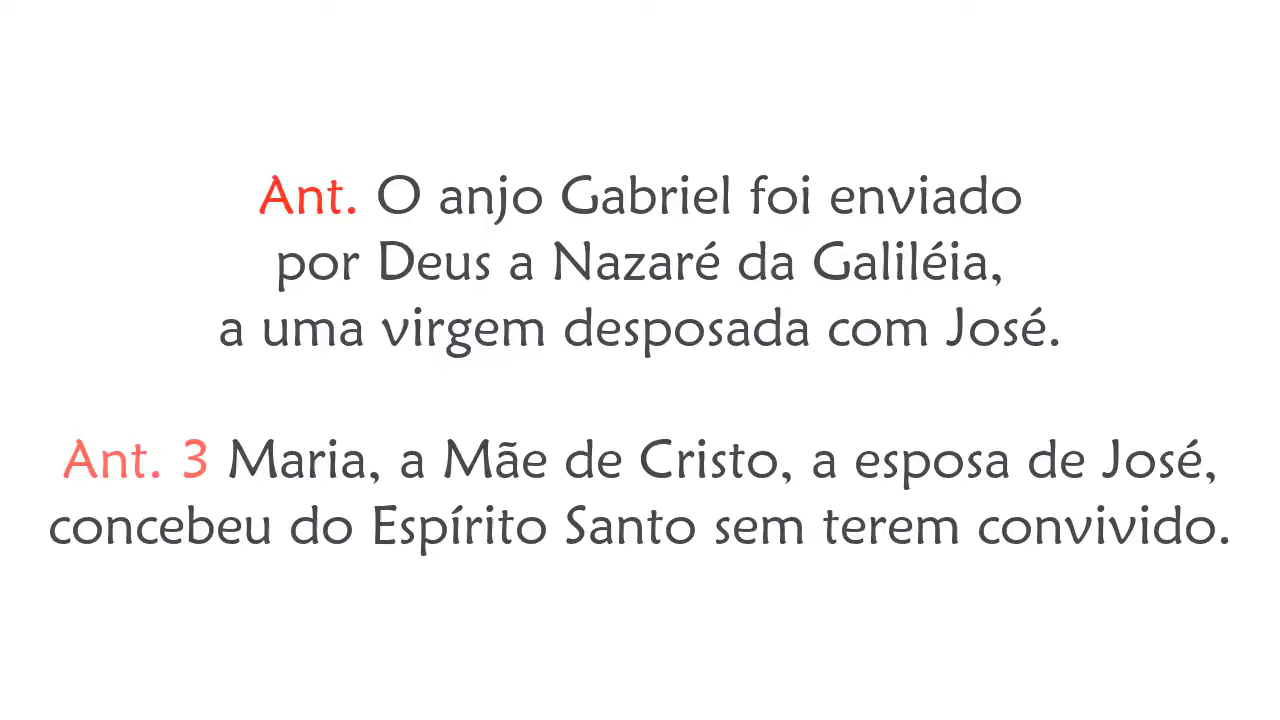 Ant. O anjo Gabriel foi enviado
por Deus a Nazaré da Galiléia,
a uma virgem desposada com José.
Ant. 3 Maria, a Mãe de Cristo, a esposa de José,
concebeu do Espírito Santo sem terem convivido.